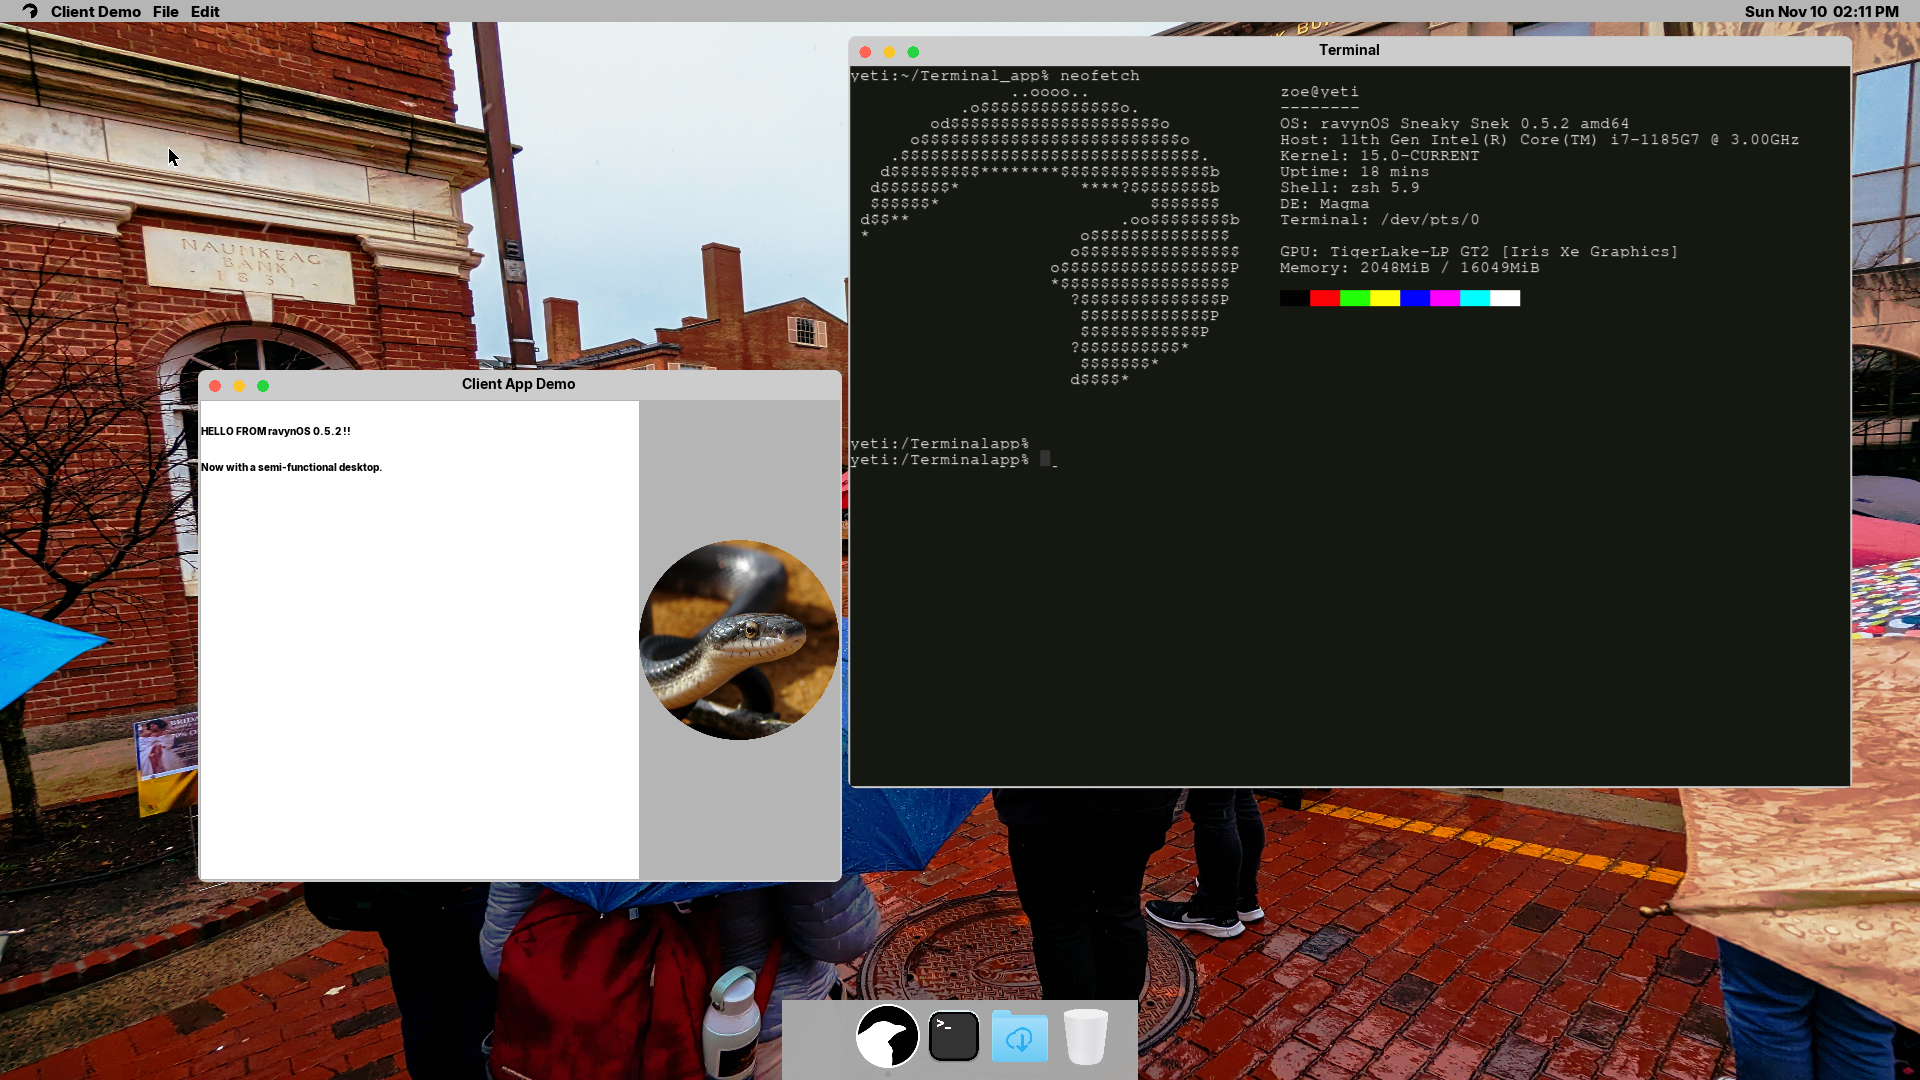 Client Demo File Edit
Sun Nov 10 02:11 PM
NAUMKEAG
BANK
- 1831 -
Client App Demo
HELLO FROM ravynOS 0.5.2 !!
Now with a semi-functional desktop.
Terminal
yeti:~/Terminal_app% neofetch
..oooo..
.o$$$$$$$$$$$$$$o.
od$$$$$$$$$$$$$$$$$$$$$o
o$$$$$$$$$$$$$$$$$$$$$$$$$$o
.$$$$$$$$$$$$$$$$$$$$$$$$$$$$$$.
d$$$$$$$$$********$$$$$$$$$$$$$$$b
d$$$$$$$* ****?$$$$$$$$b
$$$$$$* $$$$$$$
d$$** .oo$$$$$$$$b
* o$$$$$$$$$$$$$$
o$$$$$$$$$$$$$$$$
o$$$$$$$$$$$$$$$$$P
*$$$$$$$$$$$$$$$$$
?$$$$$$$$$$$$$$P
$$$$$$$$$$$$$P
$$$$$$$$$$$$P
?$$$$$$$$$$*
$$$$$$$*
d$$$$*
zoe@yeti
--------
OS: ravynOS Sneaky Snek 0.5.2 amd64
Host: 11th Gen Intel(R) Core(TM) i7-1185G7 @ 3.00GHz
Kernel: 15.0-CURRENT
Uptime: 18 mins
Shell: zsh 5.9
DE: Magma
Terminal: /dev/pts/0
GPU: TigerLake-LP GT2 [Iris Xe Graphics]
Memory: 2048MiB / 16049MiB
yeti:/Terminalapp%
yeti:/Terminalapp% _
>_